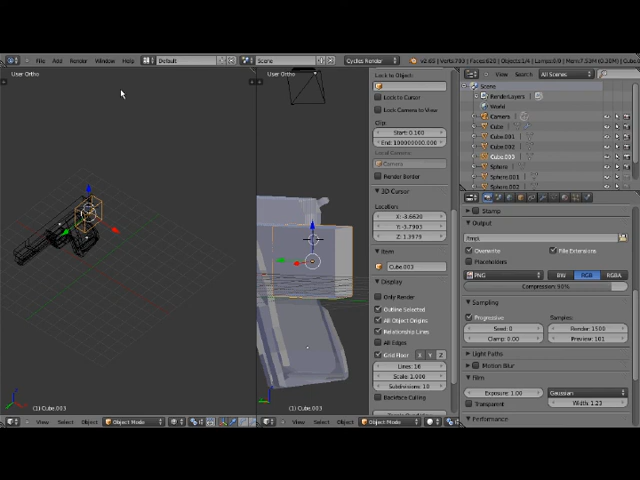 File Add Render Window Help Default Scene Cycles Render
User Ortho
User Ortho
Lock to Object:
Lock to Cursor
Lock Camera to View
Clip:
Start: 0.100
Local Camera:
Camera
Render Border
3D Cursor
Location:
X: -3.6620
Z: 1.3979
Item
Cube.003
Display
Only Render
Outline Selected
All Object Origins
Relationship Lines
All Edges
Grid Floor X Y Z
Lines: 16
Scale: 1.000
Subdivisions: 10
Backface Culling
View Search All Scenes
Scene
RenderLayers
World
Camera
Cube
Cube.001
Cube.002
Cube.003
Sphere
Sphere.001
Sphere.002
Stamp
Output
/tmp\
Overwrite File Extensions
Placeholders
PNG BW RGB RGBA
Compression: 90%
Sampling
Progressive Samples:
Seed: 0 Render: 1500
Clamp: 0.00 Preview: 101
Light Paths
Motion Blur
Film
Exposure: 1.00 Gaussian
Transparent Width: 1.23
Performance
(1) Cube.003
(1) Cube.003
View Select Object Object Mode
View Select Object Object Mode